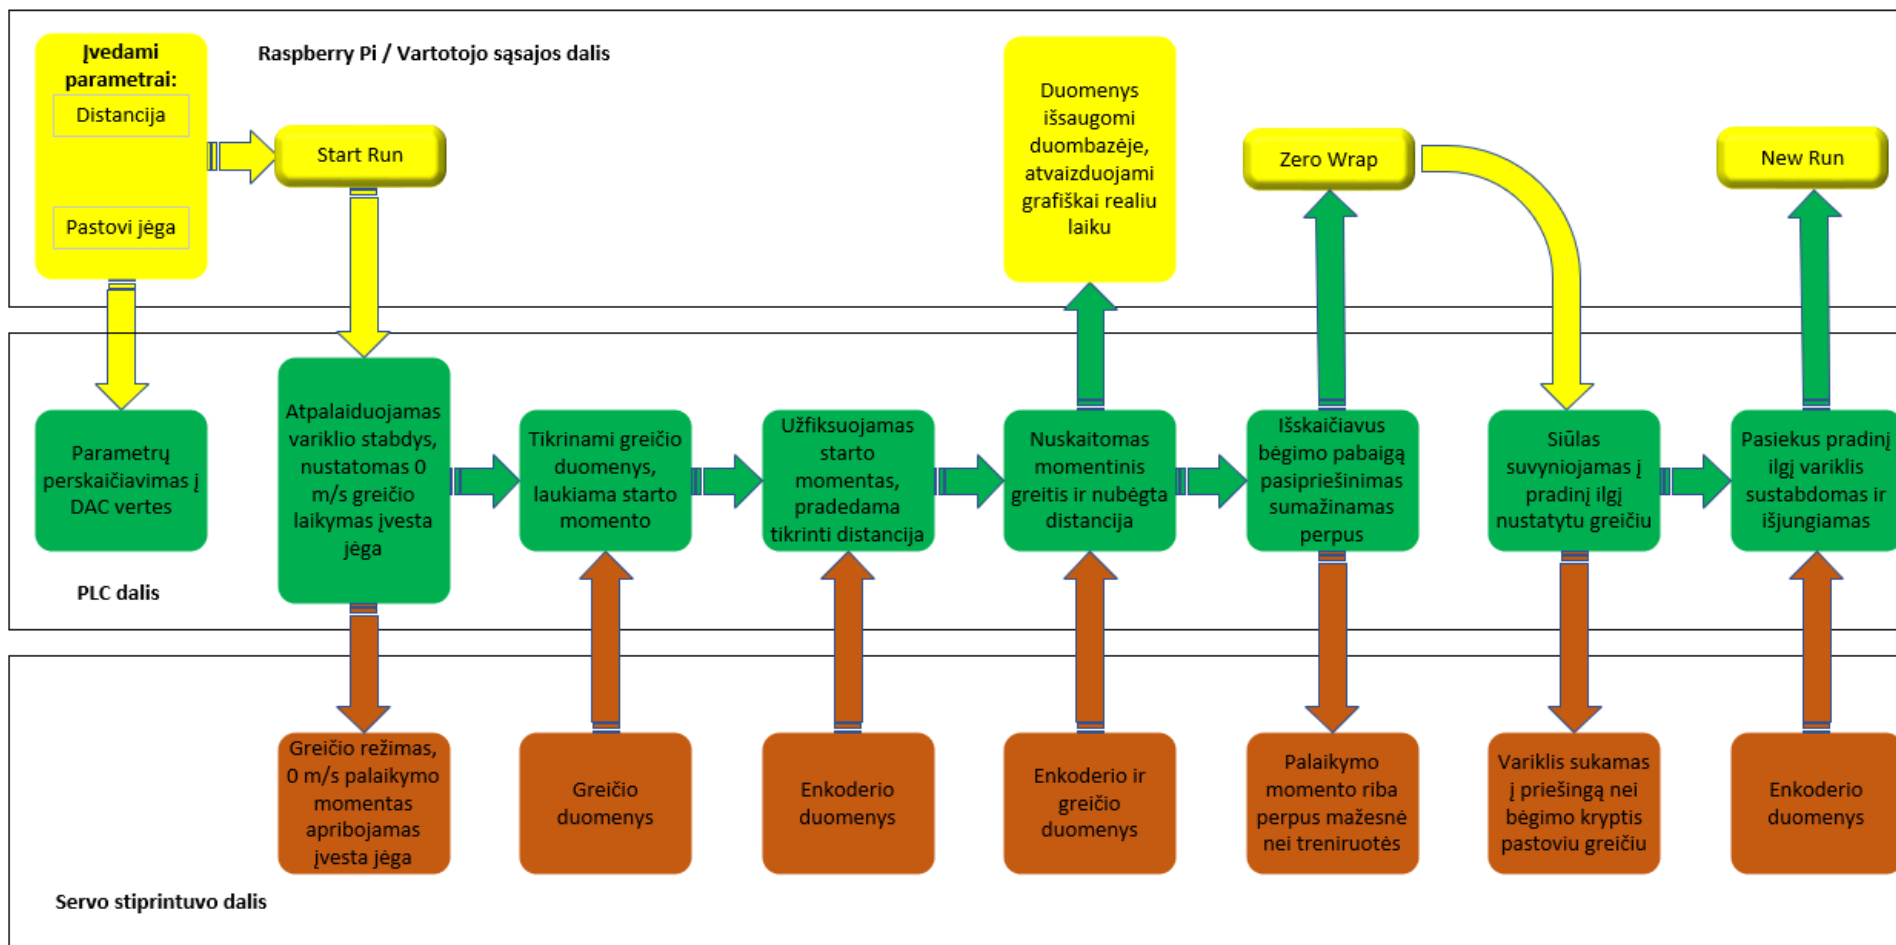 Įvedami
parametrai:
Distancija
Pastovi jėga
Raspberry Pi / Vartotojo sąsajos dalis
Start Run
Duomenys
išsaugomi
duombazėje,
atvaizduojami
grafiškai realiu
laiku
Zero Wrap
New Run
Parametrų
perskaičiavimas į
DAC vertes
Atpalaiduojamas
variklio stabdys,
nustatomas 0
m/s greičio
laikymas įvesta
jėga
Tikrinami greičio
duomenys,
laukiama starto
momento
Užfiksuojamas
starto
momentas,
pradedama
tikrinti distancija
Nuskaitomas
momentinis
greitis ir nubėgta
distancija
Išskaičiavus
bėgimo pabaigą
pasipriešinimas
sumažinamas
perpus
Siūlas
suvyniojamas į
pradinį ilgį
nustatytu greičiu
Pasiekus pradinį
ilgį variklis
sustabdomas ir
išjungiamas
PLC dalis
Greičio režimas,
0 m/s palaikymo
momentas
apribojamas
įvesta jėga
Greičio
duomenys
Enkoderio
duomenys
Enkoderio ir
greičio
duomenys
Palaikymo
momento riba
perpus mažesnė
nei treniruotės
Variklis sukamas
į priešingą nei
bėgimo kryptis
pastoviu greičiu
Enkoderio
duomenys
Servo stiprintuvo dalis